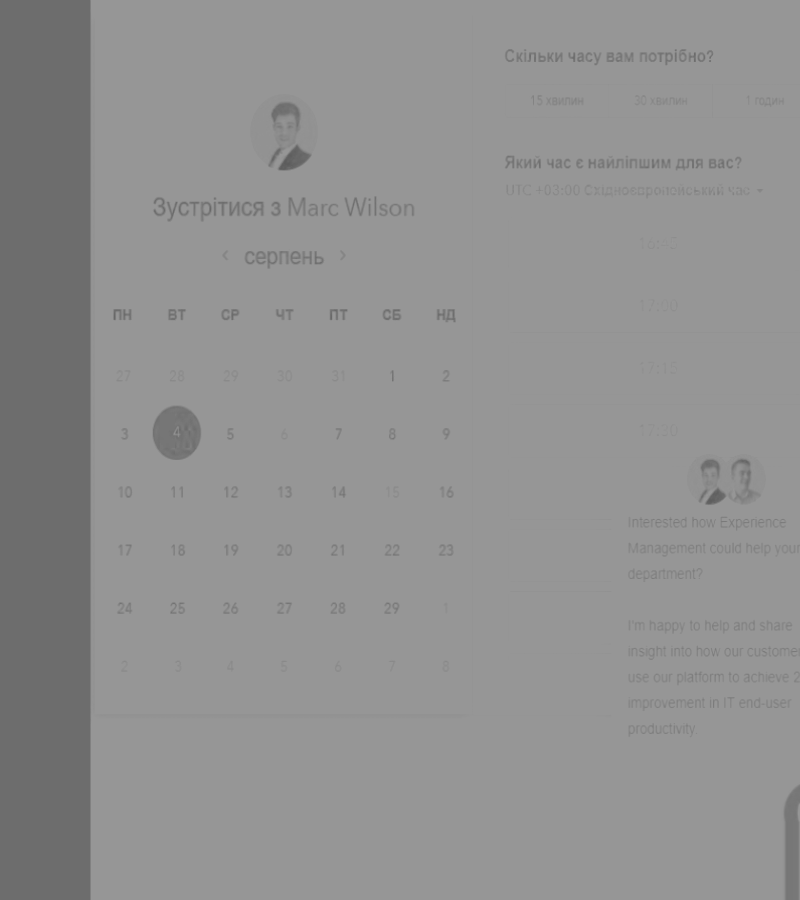 Зустрітися з Marc Wilson
‹ серпень ›
ПН ВТ СР ЧТ ПТ СБ НД
27 28 29 30 31 1 2
3 4 5 6 7 8 9
10 11 12 13 14 15 16
17 18 19 20 21 22 23
24 25 26 27 28 29 1
2 3 4 5 6 7 8
Скільки часу вам потрібно?
15 хвилин 30 хвилин 1 годин
Який час є найліпшим для вас?
UTC +03:00 Східноєвропейський час
16:45
17:00
17:15
17:30
Interested how Experience
Management could help your
department?
I'm happy to help and share
insight into how our customer
use our platform to achieve 2
improvement in IT end-user
productivity.